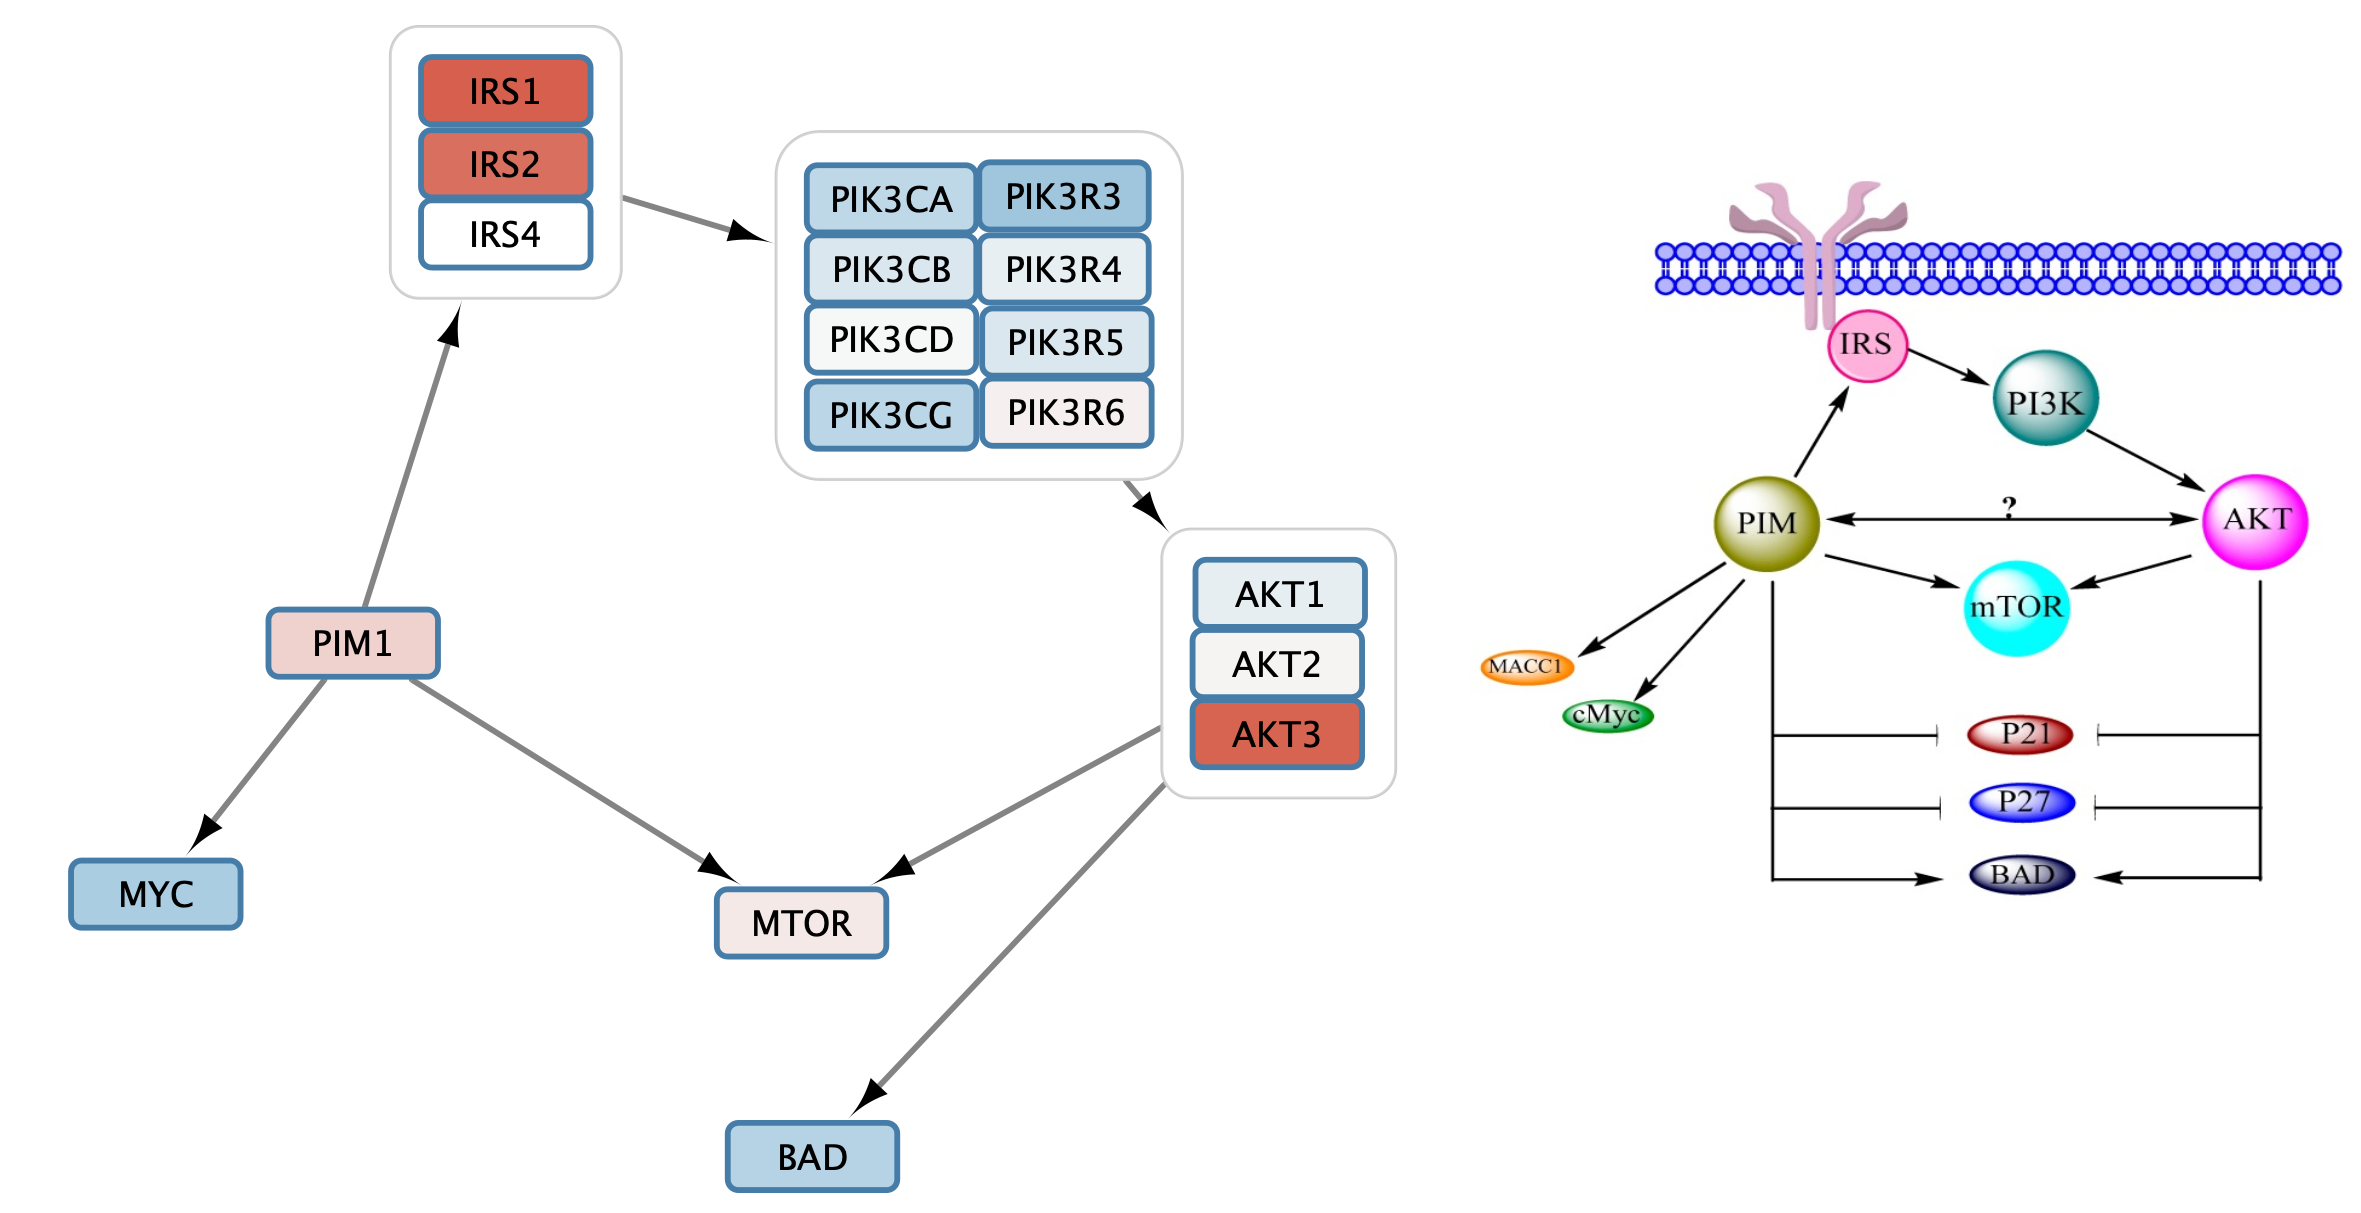 IRS1
IRS2
IRS4
PIK3CA
PIK3R3
PIK3CB
PIK3R4
PIK3CD
PIK3R5
PIK3CG
PIK3R6
AKT1
AKT2
AKT3
PIM1
MYC
MTOR
BAD
IRS
PI3K
PIM
?
AKT
mTOR
MACC1
cMyc
P21
P27
BAD